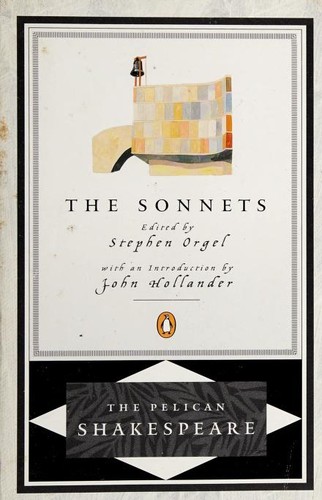 THE SONNETS
Edited by
Stephen Orgel
with an Introduction by
John Hollander
THE PELICAN
SHAKESPEARE